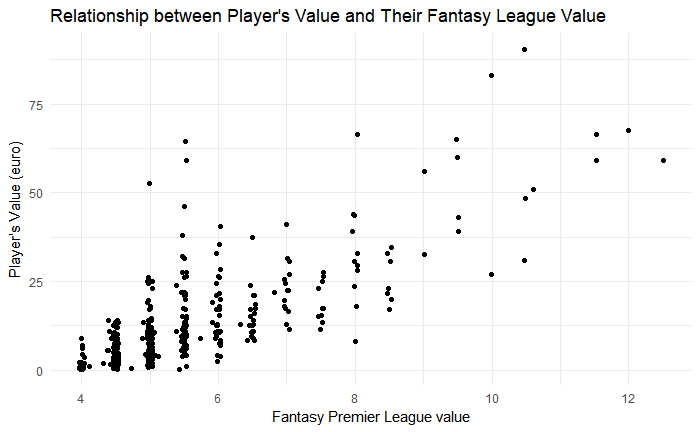 Relationship between Player's Value and Their Fantasy League Value
Player's Value (euro)
75
50
25
0
4 6 8 10 12
Fantasy Premier League value